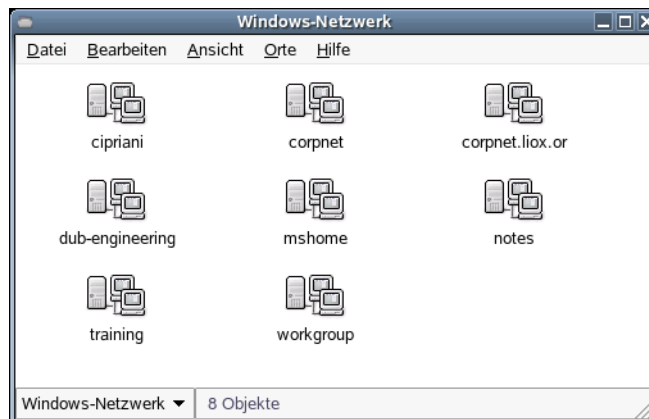 Windows-Netzwerk
Datei Bearbeiten Ansicht Orte Hilfe
cipriani corpnet corpnet.liox.or
dub-engineering mshome notes
training workgroup
Windows-Netzwerk 8 Objekte